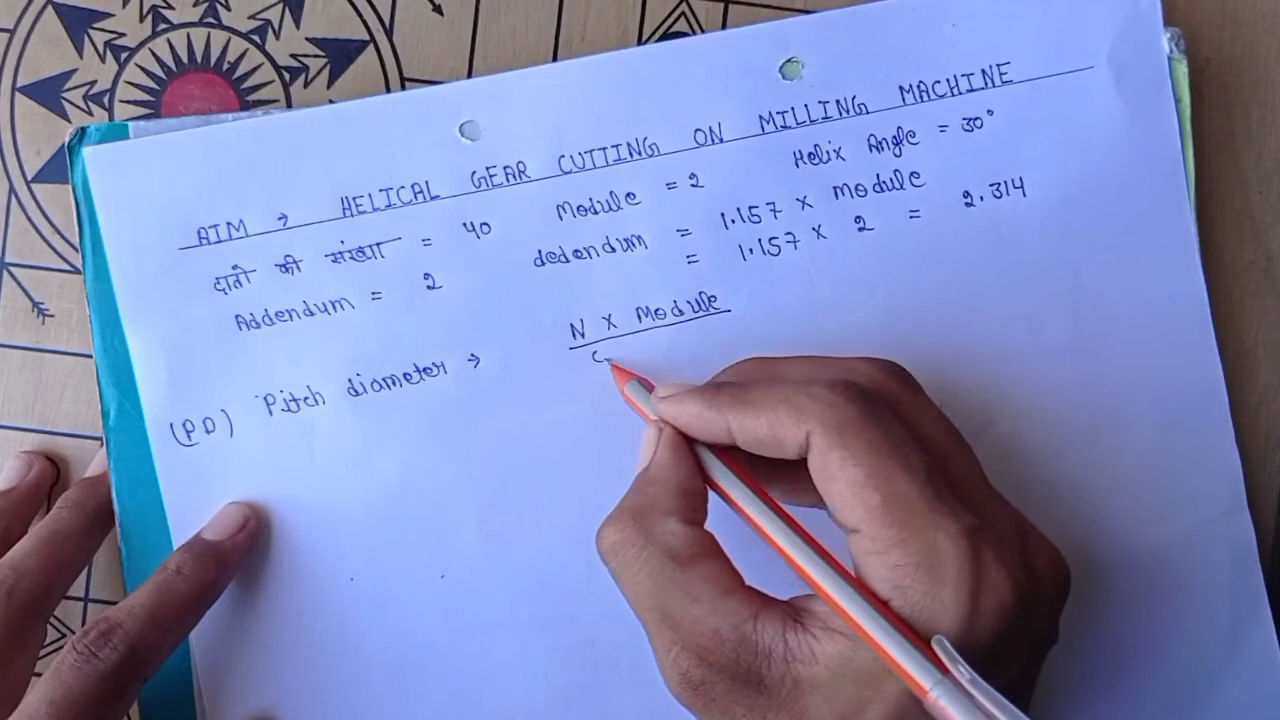 AIM → HELICAL GEAR CUTTING ON MILLING MACHINE
दातो की संख्या = 40 Module = 2 Helix Angle = 30°
Addendum = 2 dedendum = 1.157 × module
= 1.157 × 2 = 2.314
(PD) Pitch diameter → N × Module